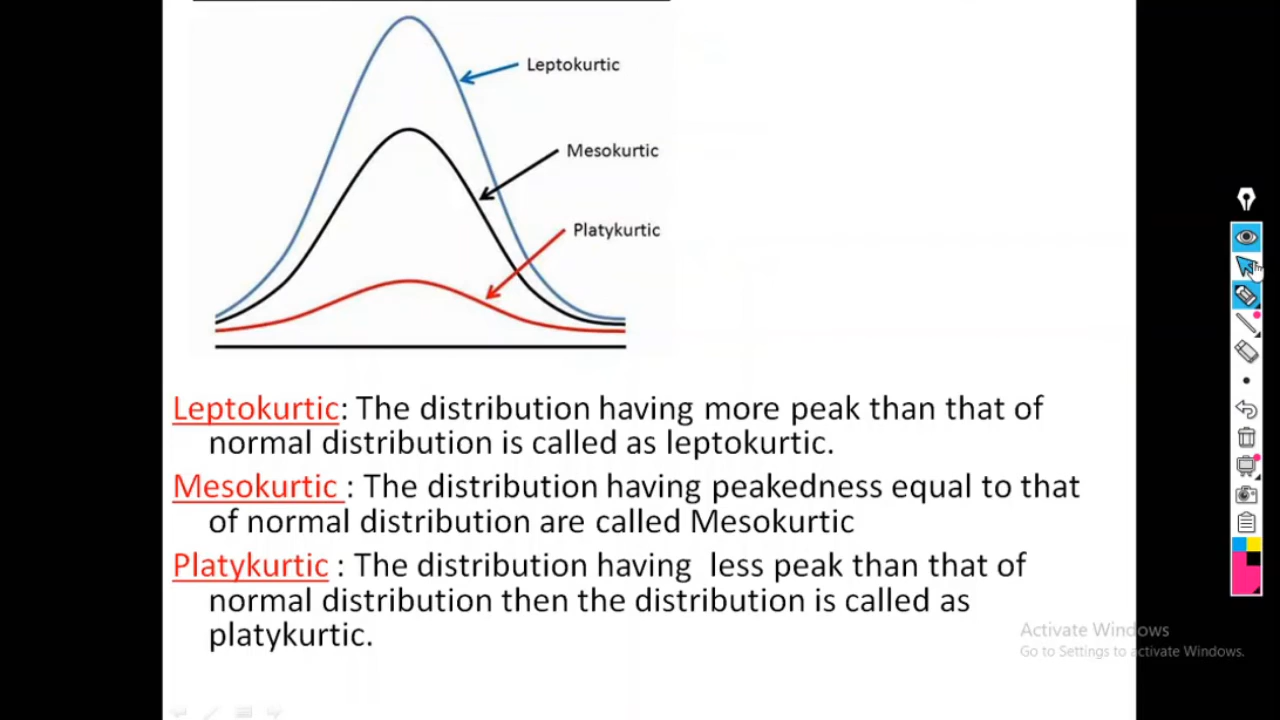 Leptokurtic
Mesokurtic
Platykurtic
Leptokurtic: The distribution having more peak than that of
normal distribution is called as leptokurtic.
Mesokurtic : The distribution having peakedness equal to that
of normal distribution are called Mesokurtic
Platykurtic : The distribution having less peak than that of
normal distribution then the distribution is called as
platykurtic.
Activate Windows
Go to Settings to activate Windows.